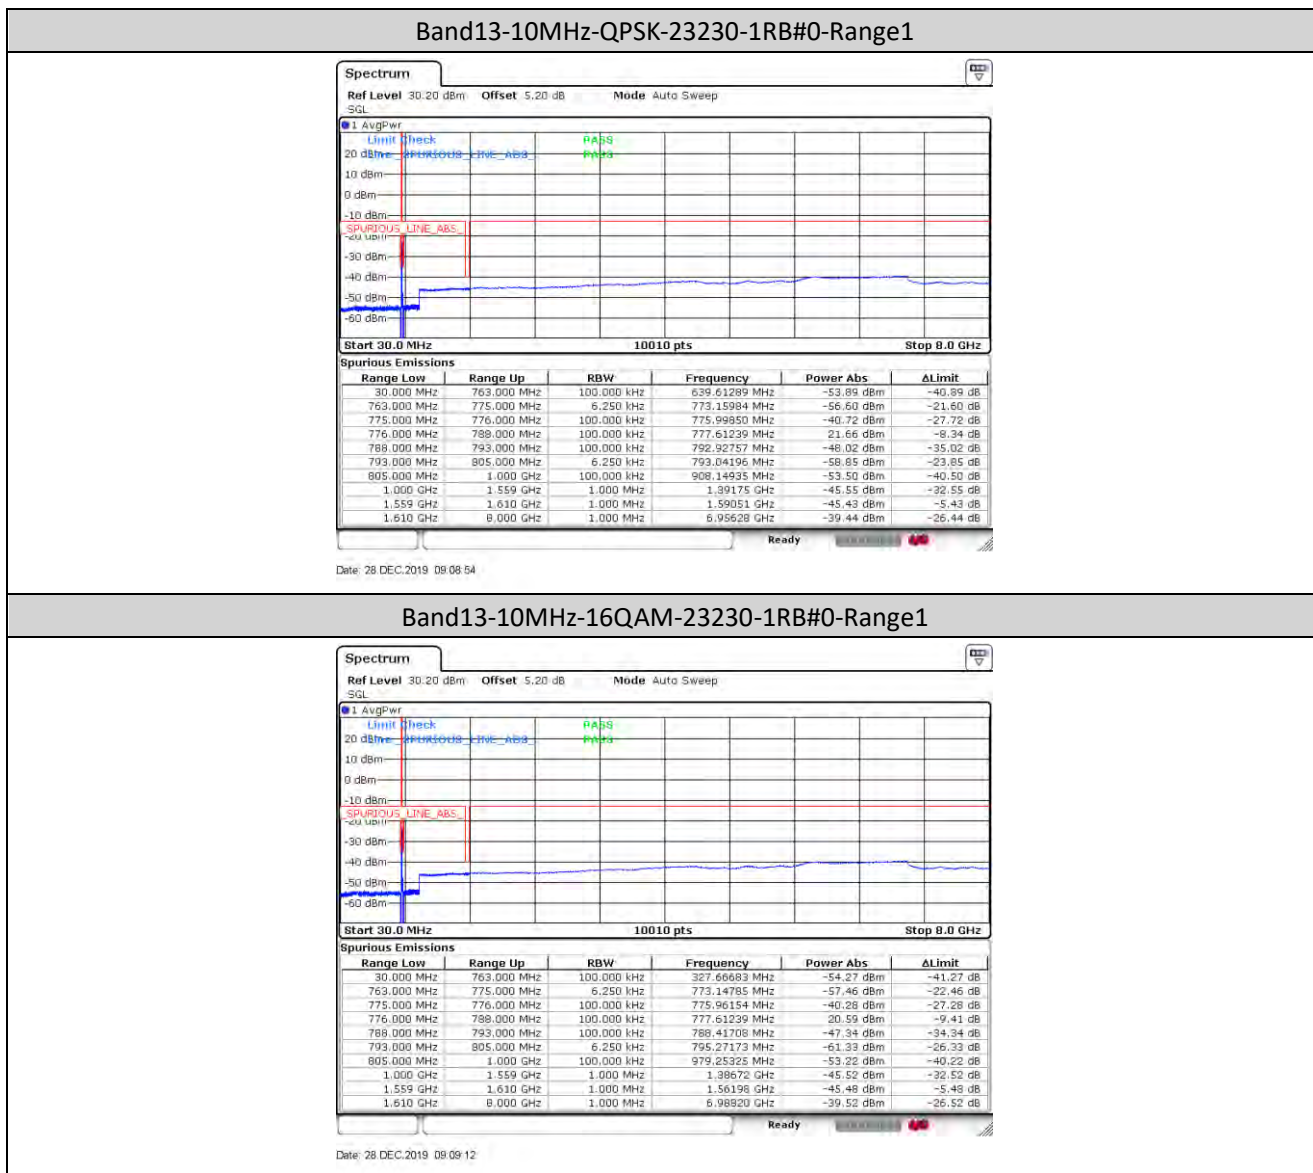 Band13-10MHz-QPSK-23230-1RB#0-Range1
Spectrum
Ref Level 30.20 dBm Offset 5.20 dB Mode Auto Sweep
SGL
1 AvgPwr
Limit Check PASS
20 dBm Line _SPURIOUS_LINE_ABS_ PASS
10 dBm
0 dBm
-10 dBm
_SPURIOUS_LINE_ABS_
-20 dBm
-30 dBm
-40 dBm
-50 dBm
-60 dBm
Start 30.0 MHz 10010 pts Stop 8.0 GHz
Spurious Emissions
Range Low Range Up RBW Frequency Power Abs ΔLimit
30.000 MHz 763.000 MHz 100.000 kHz 639.61289 MHz -53.89 dBm -40.89 dB
763.000 MHz 775.000 MHz 6.250 kHz 773.15984 MHz -56.60 dBm -21.60 dB
775.000 MHz 776.000 MHz 100.000 kHz 775.99850 MHz -40.72 dBm -27.72 dB
776.000 MHz 788.000 MHz 100.000 kHz 777.61239 MHz 21.66 dBm -8.34 dB
788.000 MHz 793.000 MHz 100.000 kHz 792.92757 MHz -48.02 dBm -35.02 dB
793.000 MHz 805.000 MHz 6.250 kHz 793.04196 MHz -58.85 dBm -23.85 dB
805.000 MHz 1.000 GHz 100.000 kHz 908.14935 MHz -53.50 dBm -40.50 dB
1.000 GHz 1.559 GHz 1.000 MHz 1.39175 GHz -45.55 dBm -32.55 dB
1.559 GHz 1.610 GHz 1.000 MHz 1.59051 GHz -45.43 dBm -5.43 dB
1.610 GHz 8.000 GHz 1.000 MHz 6.95628 GHz -39.44 dBm -26.44 dB
Ready
Date: 28.DEC.2019 09:08:54
Band13-10MHz-16QAM-23230-1RB#0-Range1
Spectrum
Ref Level 30.20 dBm Offset 5.20 dB Mode Auto Sweep
SGL
1 AvgPwr
Limit Check PASS
20 dBm Line _SPURIOUS_LINE_ABS_ PASS
10 dBm
0 dBm
-10 dBm
_SPURIOUS_LINE_ABS_
-20 dBm
-30 dBm
-40 dBm
-50 dBm
-60 dBm
Start 30.0 MHz 10010 pts Stop 8.0 GHz
Spurious Emissions
Range Low Range Up RBW Frequency Power Abs ΔLimit
30.000 MHz 763.000 MHz 100.000 kHz 327.66683 MHz -54.27 dBm -41.27 dB
763.000 MHz 775.000 MHz 6.250 kHz 773.14785 MHz -57.46 dBm -22.46 dB
775.000 MHz 776.000 MHz 100.000 kHz 775.96154 MHz -40.28 dBm -27.28 dB
776.000 MHz 788.000 MHz 100.000 kHz 777.61239 MHz 20.59 dBm -9.41 dB
788.000 MHz 793.000 MHz 100.000 kHz 788.41708 MHz -47.34 dBm -34.34 dB
793.000 MHz 805.000 MHz 6.250 kHz 795.27173 MHz -61.33 dBm -26.33 dB
805.000 MHz 1.000 GHz 100.000 kHz 979.25325 MHz -53.22 dBm -40.22 dB
1.000 GHz 1.559 GHz 1.000 MHz 1.38672 GHz -45.52 dBm -32.52 dB
1.559 GHz 1.610 GHz 1.000 MHz 1.56198 GHz -45.48 dBm -5.48 dB
1.610 GHz 8.000 GHz 1.000 MHz 6.98820 GHz -39.52 dBm -26.52 dB
Ready
Date: 28.DEC.2019 09:09:12